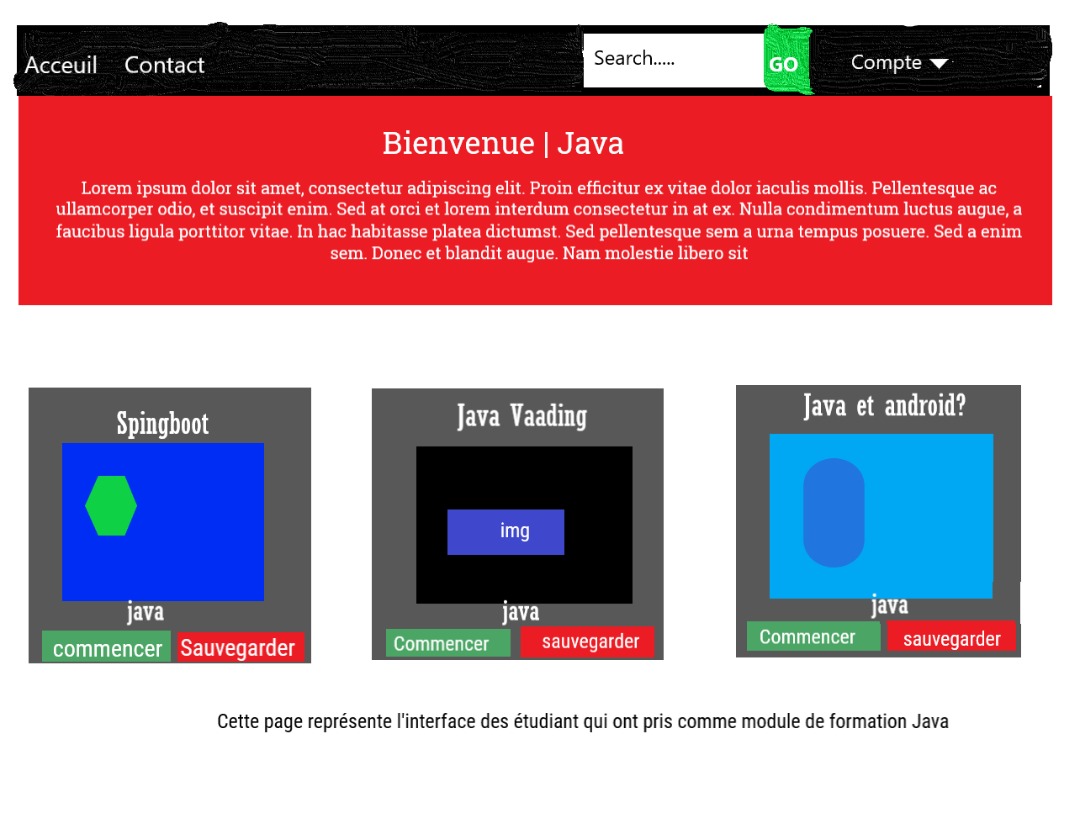 Acceuil Contact Search..... GO Compte
Bienvenue | Java
Lorem ipsum dolor sit amet, consectetur adipiscing elit. Proin efficitur ex vitae dolor iaculis mollis. Pellentesque ac
ullamcorper odio, et suscipit enim. Sed at orci et lorem interdum consectetur in at ex. Nulla condimentum luctus augue, a
faucibus ligula porttitor vitae. In hac habitasse platea dictumst. Sed pellentesque sem a urna tempus posuere. Sed a enim
sem. Donec et blandit augue. Nam molestie libero sit
Spingboot
java
commencer Sauvegarder
Java Vaading
img
java
Commencer sauvegarder
Java et android?
java
Commencer sauvegarder
Cette page représente l'interface des étudiant qui ont pris comme module de formation Java